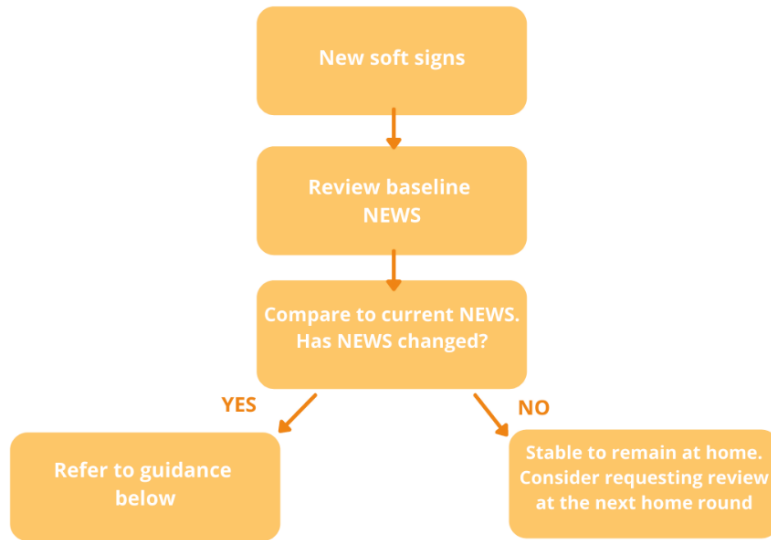 New soft signs
Review baseline
NEWS
Compare to current NEWS.
Has NEWS changed?
YES
NO
Refer to guidance
below
Stable to remain at home.
Consider requesting review
at the next home round